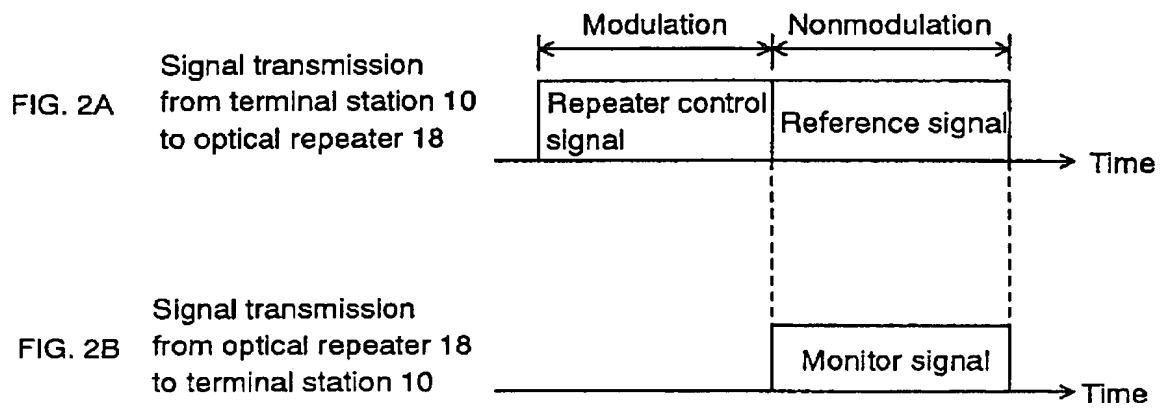 Modulation Nonmodulation
FIG. 2A
Signal transmission
from terminal station 10
to optical repeater 18
Repeater control
signal
Reference signal
Time
FIG. 2B
Signal transmission
from optical repeater 18
to terminal station 10
Monitor signal
Time